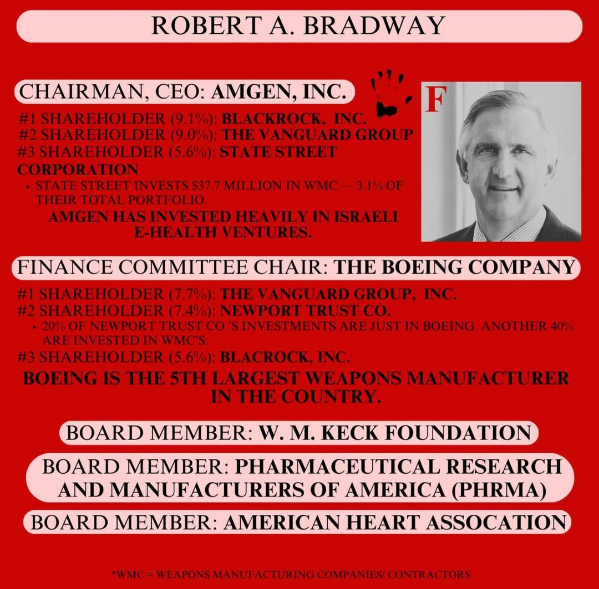 ROBERT A. BRADWAY
CHAIRMAN, CEO: AMGEN, INC.
F
#1 SHAREHOLDER (9.1%): BLACKROCK, INC.
#2 SHAREHOLDER (9.0%): THE VANGUARD GROUP
#3 SHAREHOLDER (5.6%): STATE STREET
CORPORATION
• STATE STREET INVESTS $37.7 MILLION IN WMC — 3.1% OF
THEIR TOTAL PORTFOLIO.
AMGEN HAS INVESTED HEAVILY IN ISRAELI
E-HEALTH VENTURES.
FINANCE COMMITTEE CHAIR: THE BOEING COMPANY
#1 SHAREHOLDER (7.7%): THE VANGUARD GROUP, INC.
#2 SHAREHOLDER (7.4%): NEWPORT TRUST CO.
• 20% OF NEWPORT TRUST CO.'S INVESTMENTS ARE JUST IN BOEING. ANOTHER 40%
ARE INVESTED IN WMC'S.
#3 SHAREHOLDER (5.6%): BLACROCK, INC.
BOEING IS THE 5TH LARGEST WEAPONS MANUFACTURER
IN THE COUNTRY.
BOARD MEMBER: W. M. KECK FOUNDATION
BOARD MEMBER: PHARMACEUTICAL RESEARCH
AND MANUFACTURERS OF AMERICA (PHRMA)
BOARD MEMBER: AMERICAN HEART ASSOCATION
*WMC = WEAPONS MANUFACTURING COMPANIES/ CONTRACTORS